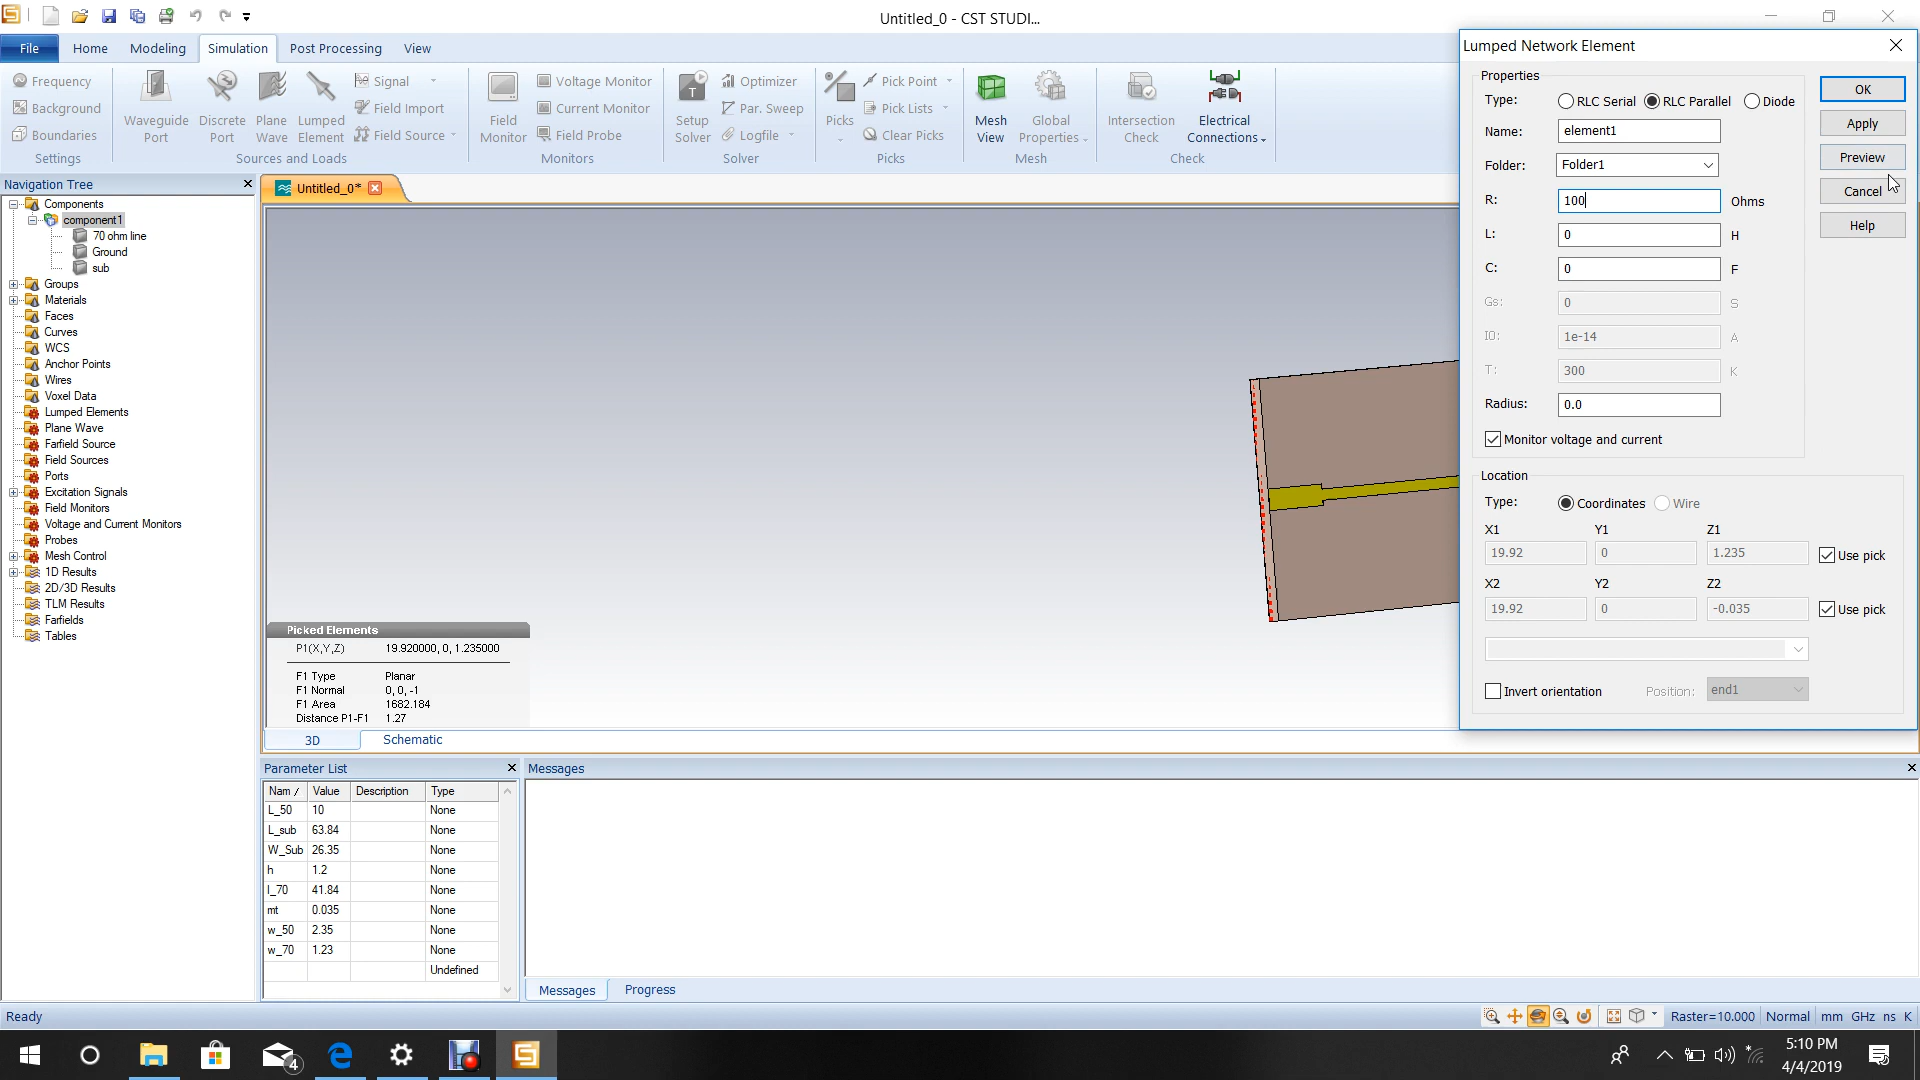 Untitled_0 - CST STUDI...
File Home Modeling Simulation Post Processing View
Frequency
Background
Boundaries
Settings
Waveguide Port
Discrete Port
Plane Wave
Lumped Element
Signal
Field Import
Field Source
Sources and Loads
Field Monitor
Voltage Monitor
Current Monitor
Field Probe
Monitors
Setup Solver
Optimizer
Par. Sweep
Logfile
Solver
Picks
Pick Point
Pick Lists
Clear Picks
Picks
Mesh View
Global Properties
Mesh
Intersection Check
Electrical Connections
Check
Navigation Tree
Components
component1
70 ohm line
Ground
sub
Groups
Materials
Faces
Curves
WCS
Anchor Points
Wires
Voxel Data
Lumped Elements
Plane Wave
Farfield Source
Field Sources
Ports
Excitation Signals
Field Monitors
Voltage and Current Monitors
Probes
Mesh Control
1D Results
2D/3D Results
TLM Results
Farfields
Tables
Untitled_0*
Picked Elements
P1(X,Y,Z) 19.920000, 0, 1.235000
F1 Type Planar
F1 Normal 0, 0, -1
F1 Area 1682.184
Distance P1-F1 1.27
3D Schematic
Lumped Network Element
Properties
Type: RLC Serial RLC Parallel Diode
Name: element1
Folder: Folder1
R: 100 Ohms
L: 0 H
C: 0 F
Gs: 0 S
I0: 1e-14 A
T: 300 K
Radius: 0.0
Monitor voltage and current
OK
Apply
Preview
Cancel
Help
Location
Type: Coordinates Wire
X1 Y1 Z1
19.92 0 1.235 Use pick
X2 Y2 Z2
19.92 0 -0.035 Use pick
Invert orientation Position: end1
Parameter List
Nam Value Description Type
L_50 10 None
L_sub 63.84 None
W_Sub 26.35 None
h 1.2 None
l_70 41.84 None
mt 0.035 None
w_50 2.35 None
w_70 1.23 None
Undefined
Messages
Messages Progress
Ready
Raster=10.000 Normal mm GHz ns K
4
5:10 PM
4/4/2019